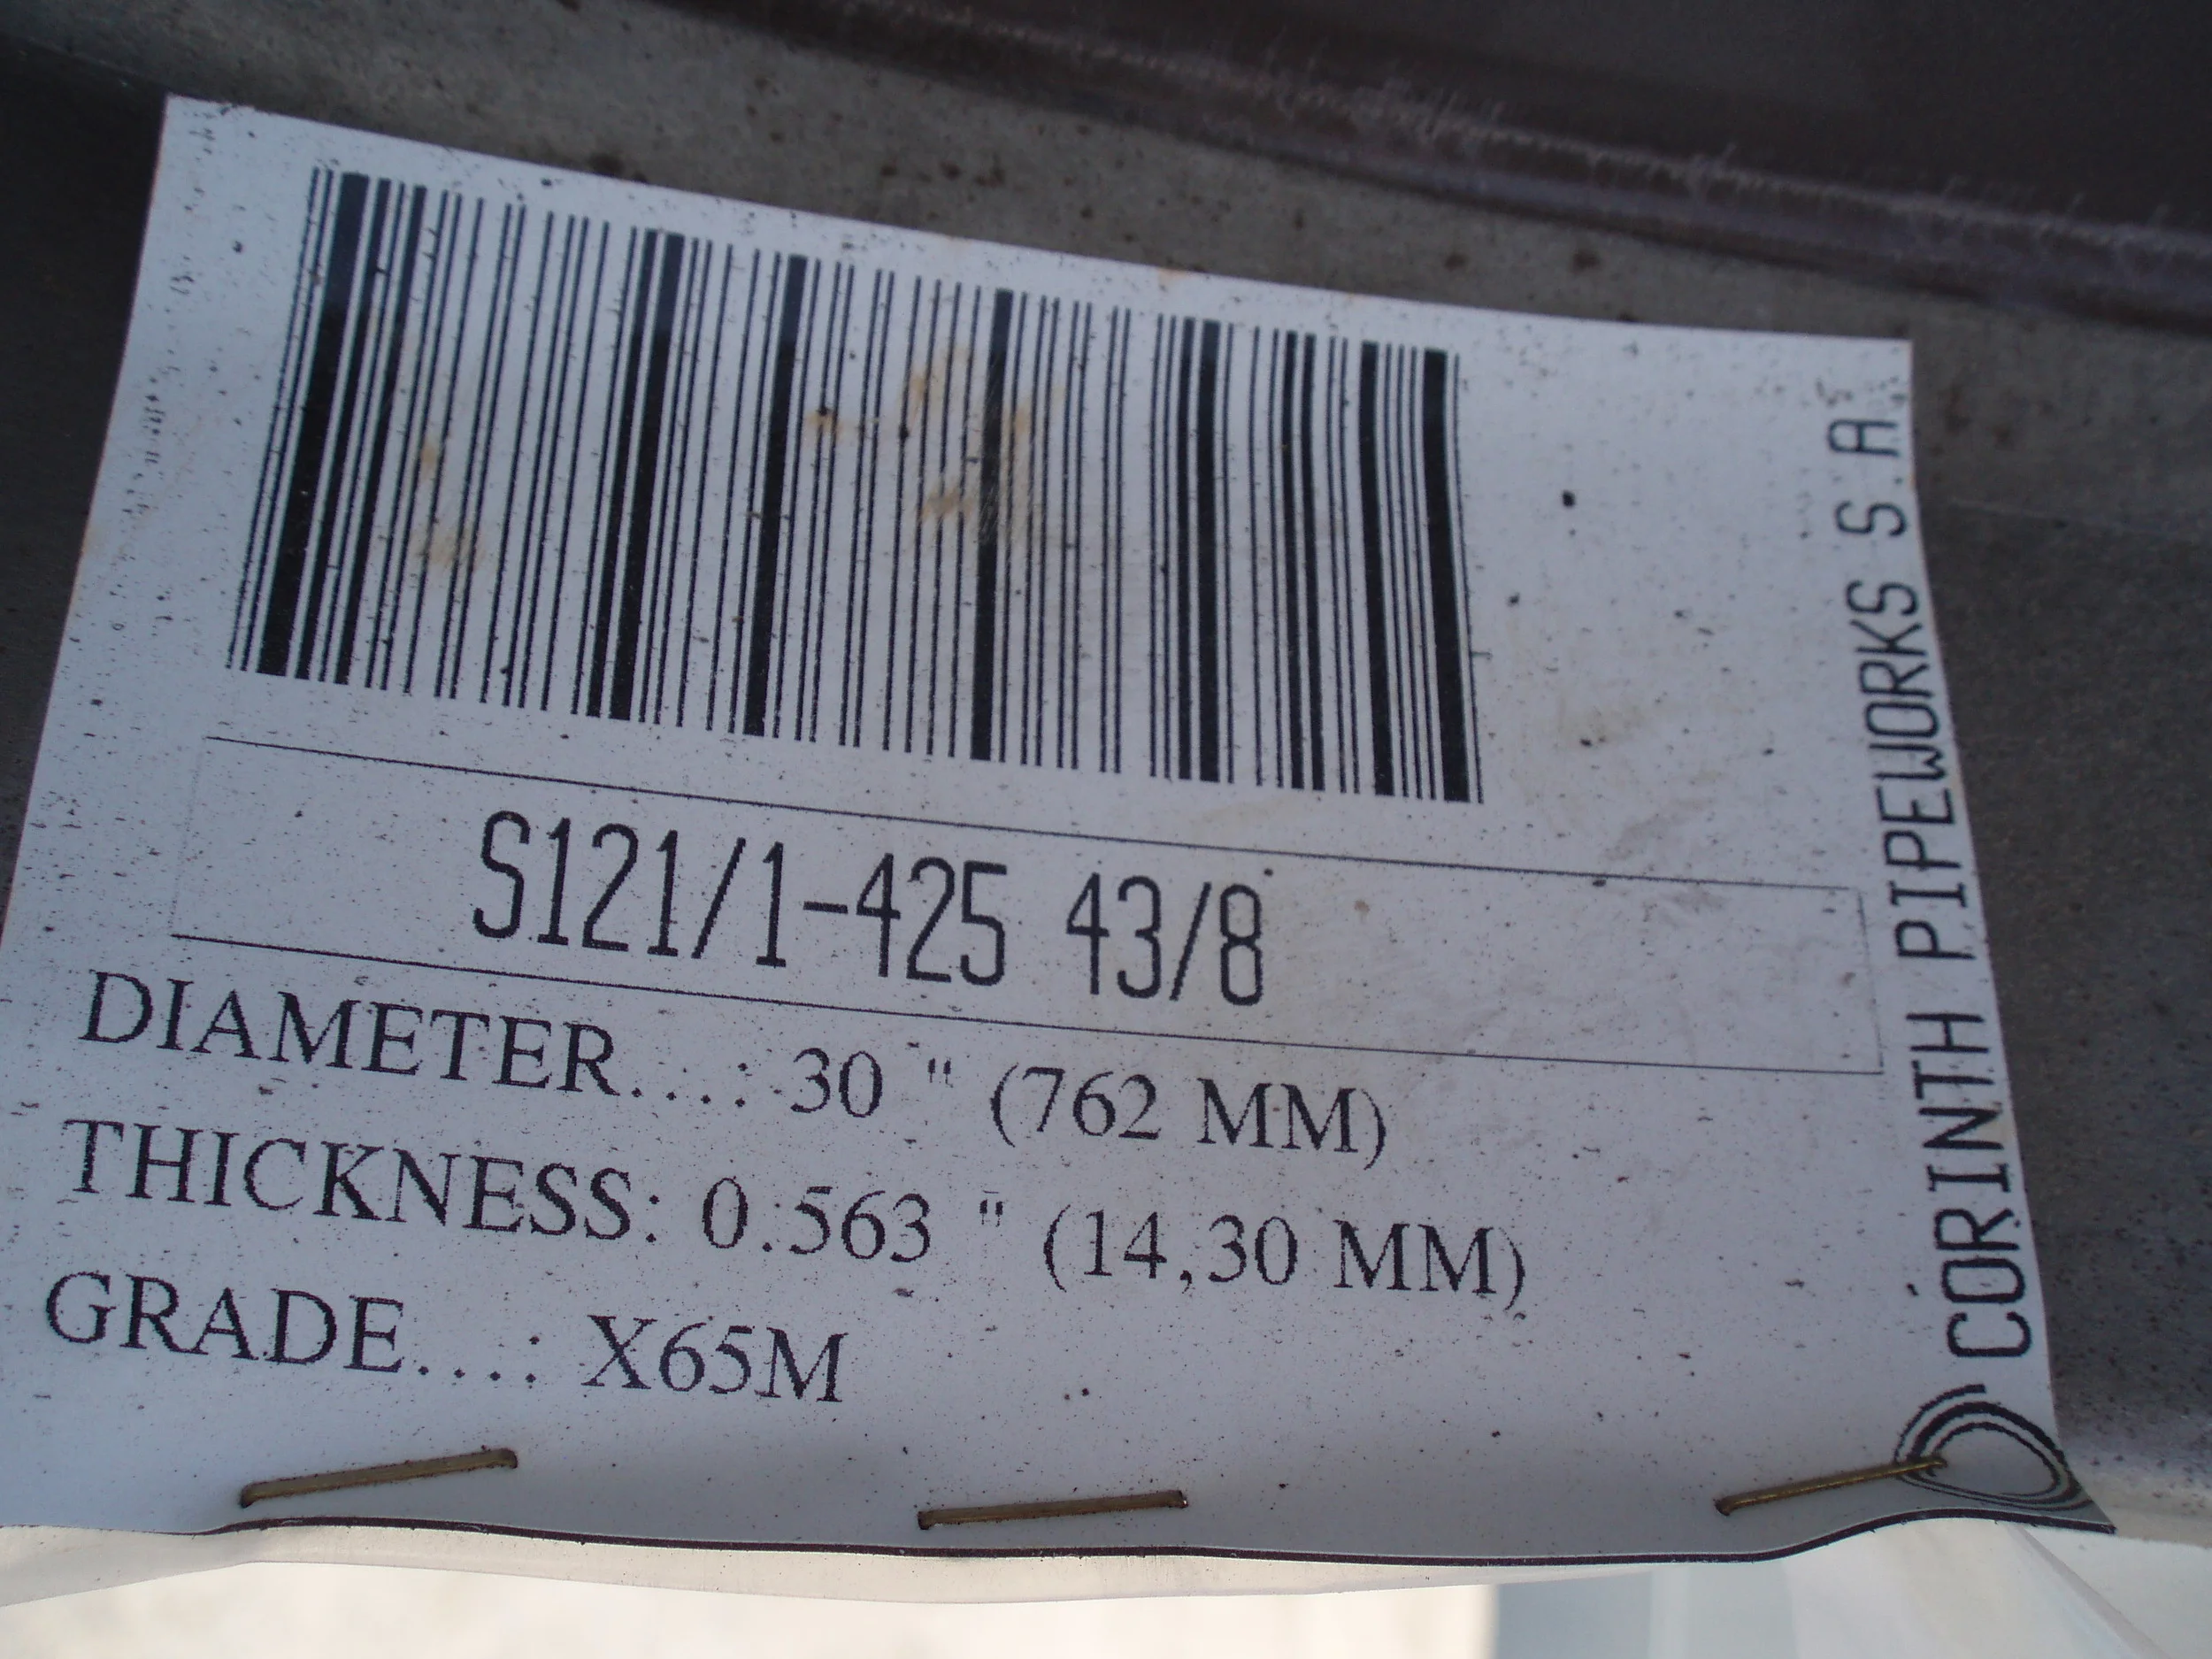 S121/1-425 43/8
DIAMETER...: 30 " (762 MM)
THICKNESS: 0.563 " (14,30 MM)
GRADE...: X65M
CORINTH PIPEWORKS S.A